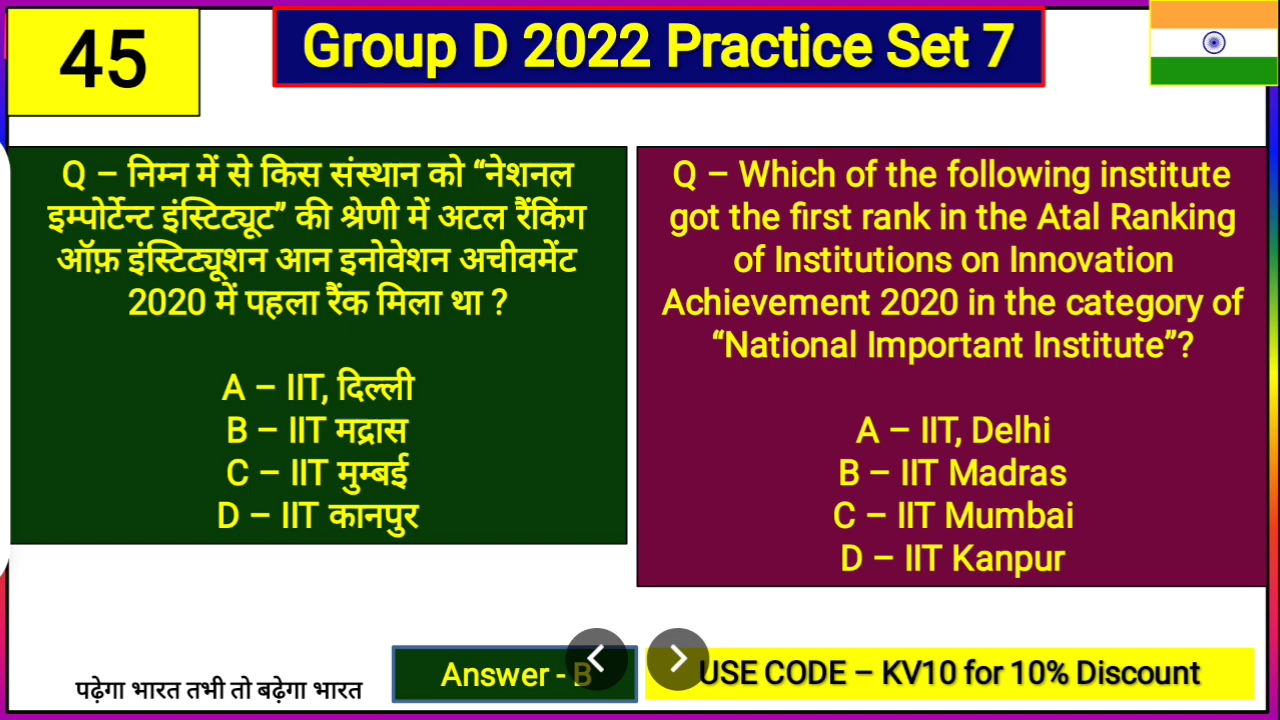 45
Group D 2022 Practice Set 7
Q – निम्न में से किस संस्थान को “नेशनल
इम्पोर्टेन्ट इंस्टिट्यूट” की श्रेणी में अटल रैंकिंग
ऑफ़ इंस्टिट्यूशन आन इनोवेशन अचीवमेंट
2020 में पहला रैंक मिला था ?
A – IIT, दिल्ली
B – IIT मद्रास
C – IIT मुम्बई
D – IIT कानपुर
Q – Which of the following institute
got the first rank in the Atal Ranking
of Institutions on Innovation
Achievement 2020 in the category of
“National Important Institute”?
A – IIT, Delhi
B – IIT Madras
C – IIT Mumbai
D – IIT Kanpur
पढ़ेगा भारत तभी तो बढ़ेगा भारत
Answer - B
USE CODE – KV10 for 10% Discount